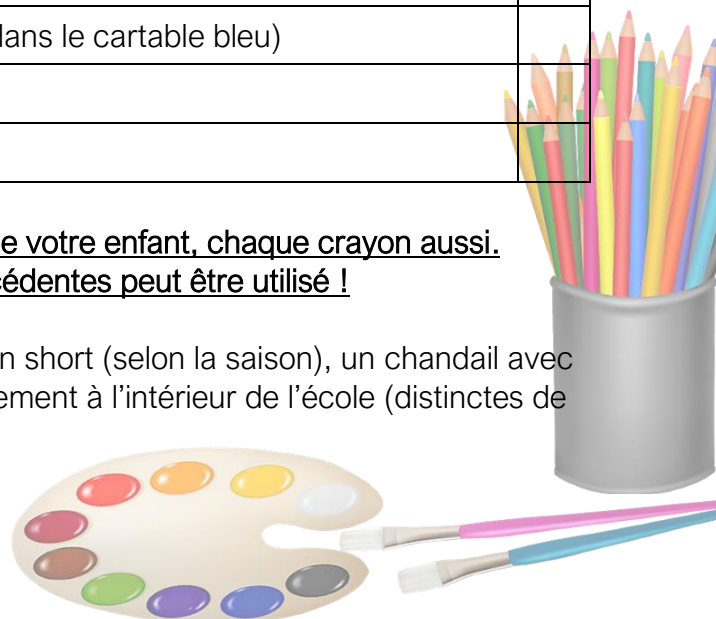 dans le cartable bleu)
e votre enfant, chaque crayon aussi.
cédentes peut être utilisé !
n short (selon la saison), un chandail avec
ement à l’intérieur de l’école (distinctes de